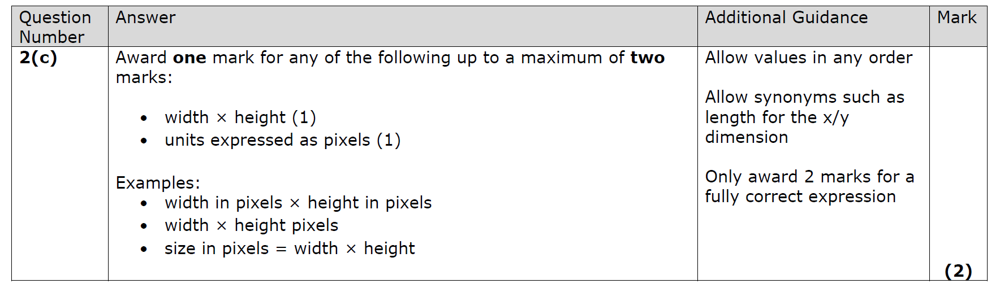 Question Number
Answer
Additional Guidance
Mark
2(c)
Award one mark for any of the following up to a maximum of two
marks:
• width × height (1)
• units expressed as pixels (1)
Examples:
• width in pixels × height in pixels
• width × height pixels
• size in pixels = width × height
Allow values in any order
Allow synonyms such as
length for the x/y
dimension
Only award 2 marks for a
fully correct expression
(2)